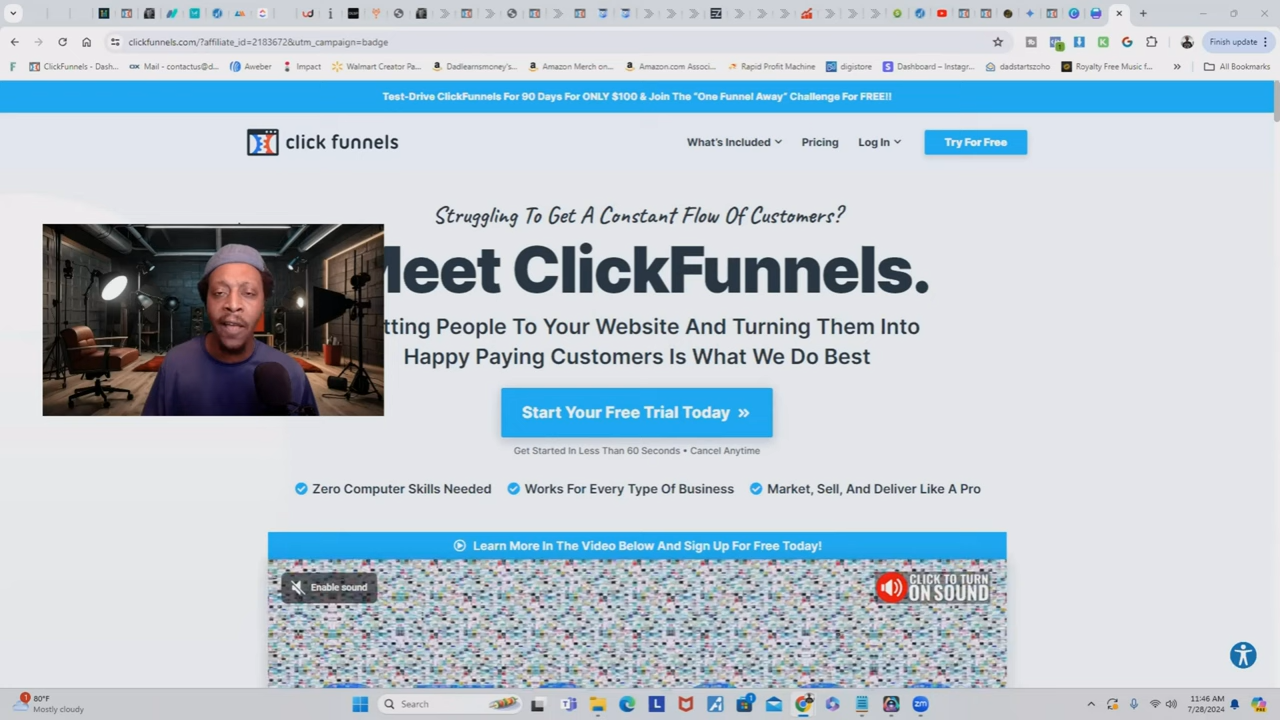 clickfunnels.com/?affiliate_id=2183672&utm_campaign=badge
Finish update
ClickFunnels - Dash...
Mail - contactus@d...
Aweber
Impact
Walmart Creator Pa...
Dadlearnsmoney's...
Amazon Merch on...
Amazon.com Associ...
Rapid Profit Machine
digistore
Dashboard – Instagr...
dadstartszoho
Royalty Free Music f...
All Bookmarks
Test-Drive ClickFunnels For 90 Days For ONLY $100 & Join The "One Funnel Away" Challenge For FREE!!
click funnels
What's Included
Pricing
Log In
Try For Free
Struggling To Get A Constant Flow Of Customers?
Meet ClickFunnels.
tting People To Your Website And Turning Them Into
Happy Paying Customers Is What We Do Best
Start Your Free Trial Today »
Get Started In Less Than 60 Seconds • Cancel Anytime
Zero Computer Skills Needed
Works For Every Type Of Business
Market, Sell, And Deliver Like A Pro
Learn More In The Video Below And Sign Up For Free Today!
Enable sound
CLICK TO TURN
ON SOUND
80°F
Mostly cloudy
Search
11:46 AM
7/28/2024